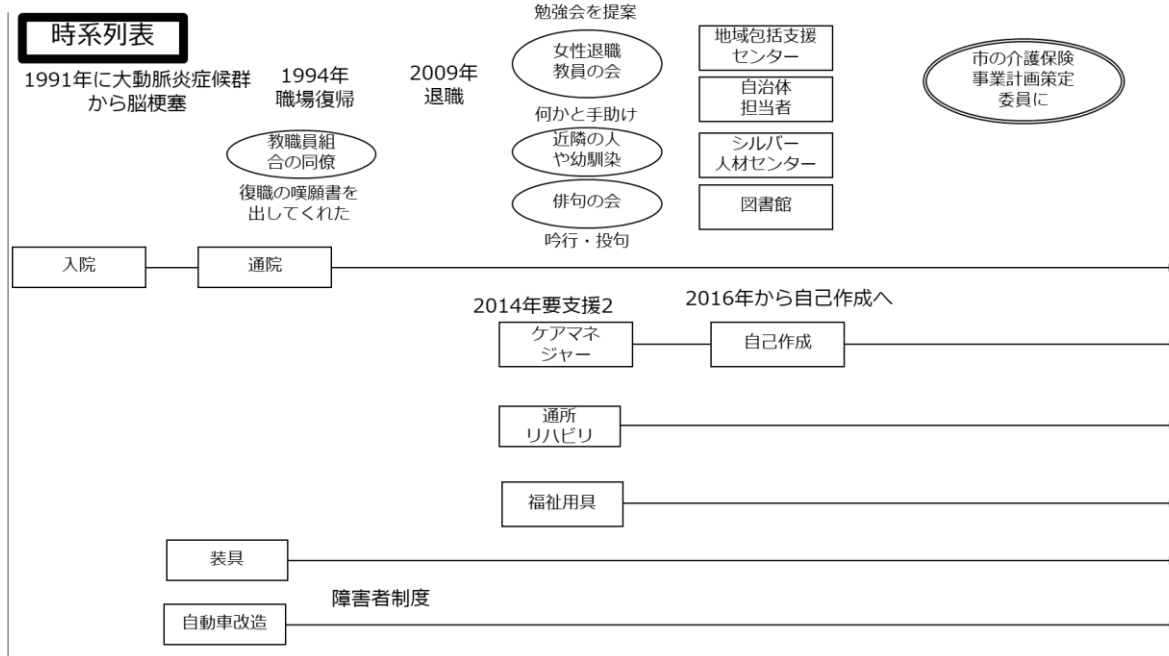 時系列表
1991年に大動脈炎症候群
から脳梗塞
1994年
職場復帰
教職員組
合の同僚
復職の嘆願書を
出してくれた
2009年
退職
勉強会を提案
女性退職
教員の会
何かと手助け
近隣の人
や幼馴染
俳句の会
吟行・投句
地域包括支援
センター
自治体
担当者
シルバー
人材センター
図書館
市の介護保険
事業計画策定
委員に
入院
通院
2014年要支援2
2016年から自己作成へ
ケアマネ
ジャー
自己作成
通所
リハビリ
福祉用具
装具
障害者制度
自動車改造